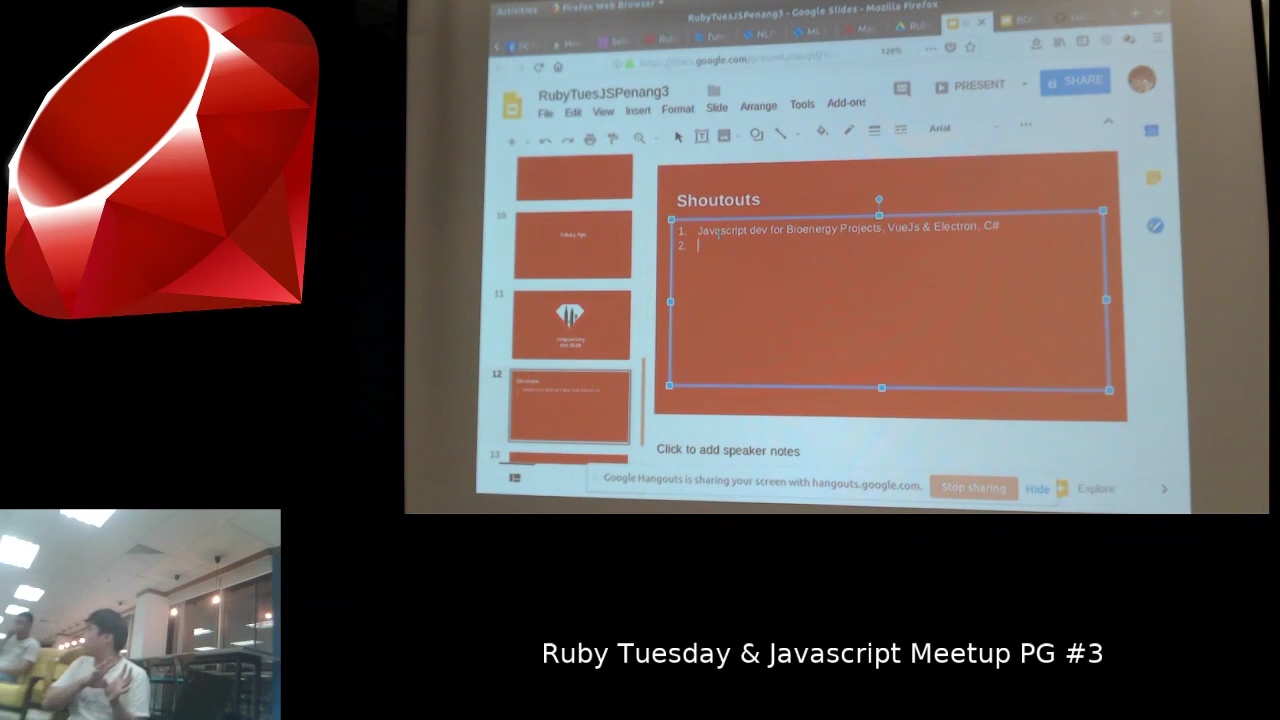 Activities Firefox Web Browser
RubyTuesJSPenang3 - Google Slides - Mozilla Firefox
120%
RubyTuesJSPenang3
PRESENT
SHARE
File Edit View Insert Format Slide Arrange Tools Add-ons
Arial
10
11
12
13
Shoutouts
1. Javascript dev for Bioenergy Projects, VueJs & Electron, C#
2.
Click to add speaker notes
Google Hangouts is sharing your screen with hangouts.google.com.
Stop sharing
Hide
Explore
Ruby Tuesday & Javascript Meetup PG #3